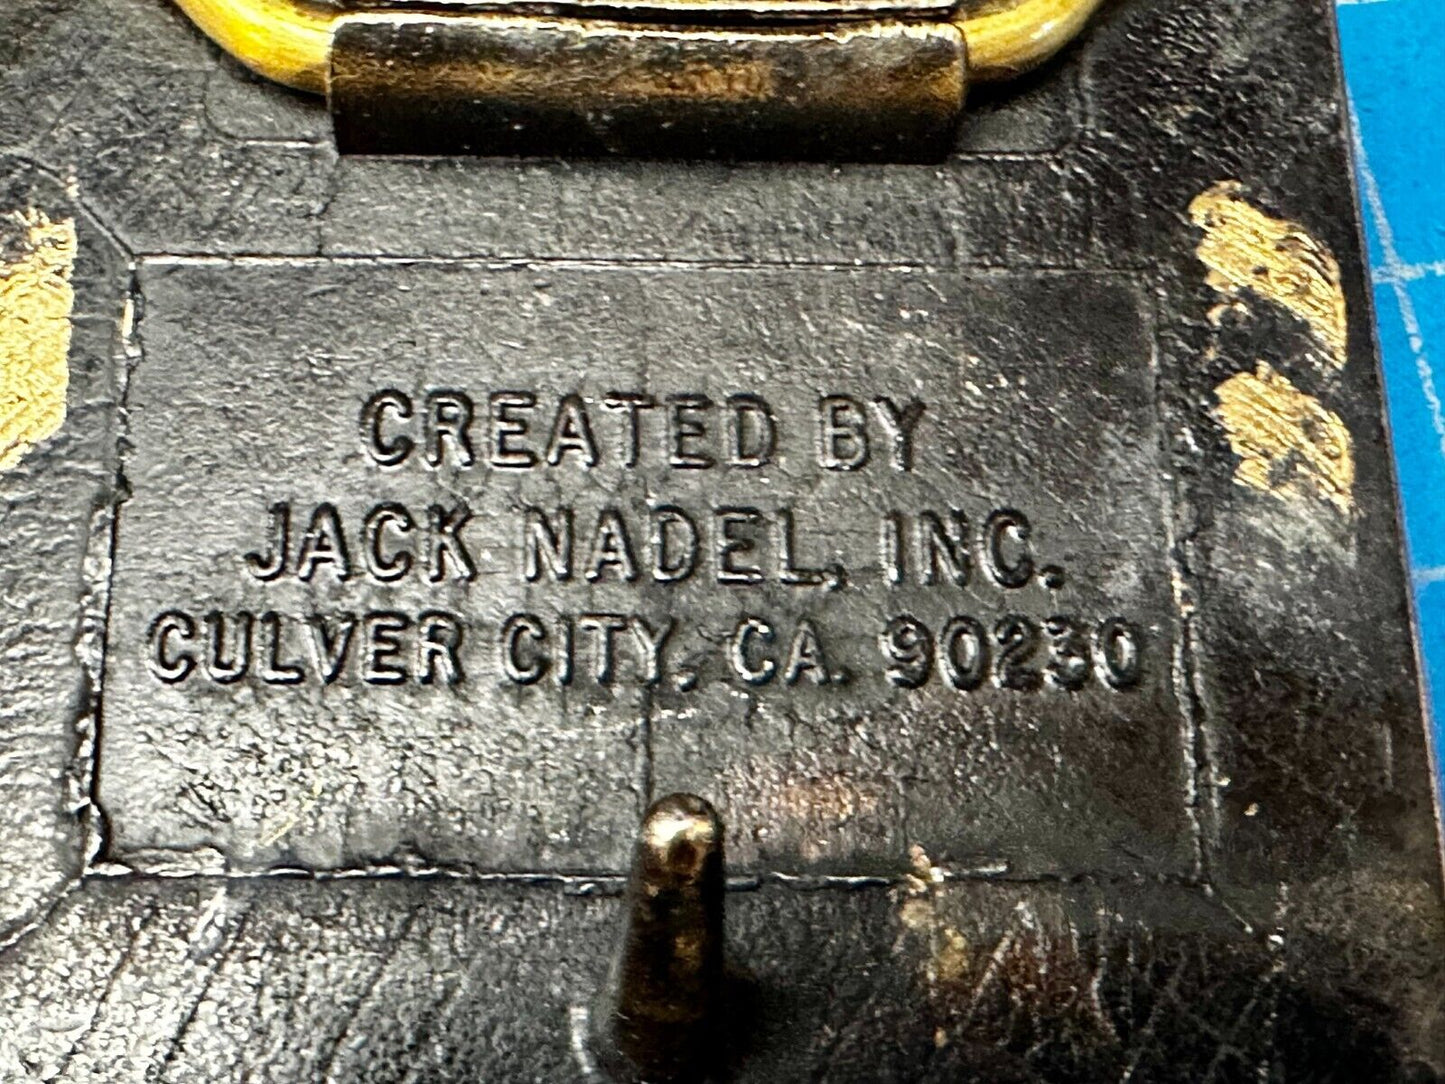 CREATED BY
JACK NADEL, INC.
CULVER CITY, CA. 90230